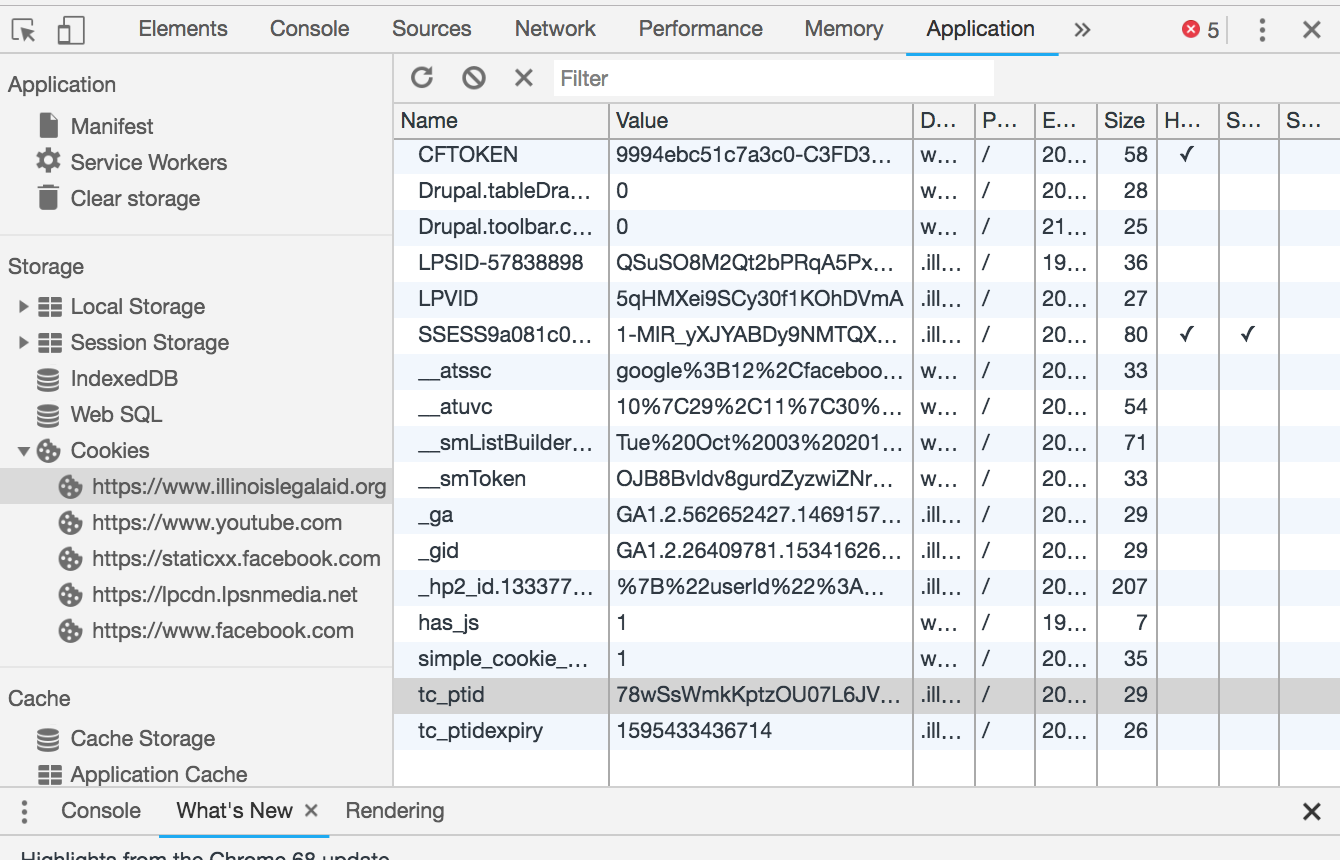 Elements Console Sources Network Performance Memory Application » 5
Application
Manifest
Service Workers
Clear storage
Storage
Local Storage
Session Storage
IndexedDB
Web SQL
Cookies
https://www.illinoislegalaid.org
https://www.youtube.com
https://staticxx.facebook.com
https://lpcdn.lpsnmedia.net
https://www.facebook.com
Cache
Cache Storage
Application Cache
Filter
Name Value D... P... E... Size H... S... S...
CFTOKEN 9994ebc51c7a3c0-C3FD3... w... / 20... 58 ✓
Drupal.tableDra... 0 w... / 20... 28
Drupal.toolbar.c... 0 w... / 21... 25
LPSID-57838898 QSuSO8M2Qt2bPRqA5Px... .ill... / 19... 36
LPVID 5qHMXei9SCy30f1KOhDVmA .ill... / 20... 27
SSESS9a081c0... 1-MIR_yXJYABDy9NMTQX... .ill... / 20... 80 ✓ ✓
__atssc google%3B12%2Cfaceboo... w... / 20... 33
__atuvc 10%7C29%2C11%7C30%... w... / 20... 54
__smListBuilder... Tue%20Oct%2003%20201... w... / 20... 71
__smToken OJB8Bvldv8gurdZyzwiZNr... w... / 20... 33
_ga GA1.2.562652427.1469157... .ill... / 20... 29
_gid GA1.2.26409781.15341626... .ill... / 20... 29
_hp2_id.133377... %7B%22userId%22%3A... .ill... / 20... 207
has_js 1 w... / 19... 7
simple_cookie_... 1 w... / 20... 35
tc_ptid 78wSsWmkKptzOU07L6JV... .ill... / 20... 29
tc_ptidexpiry 1595433436714 .ill... / 20... 26
Console What's New Rendering
Highlights from the Chrome 68 update